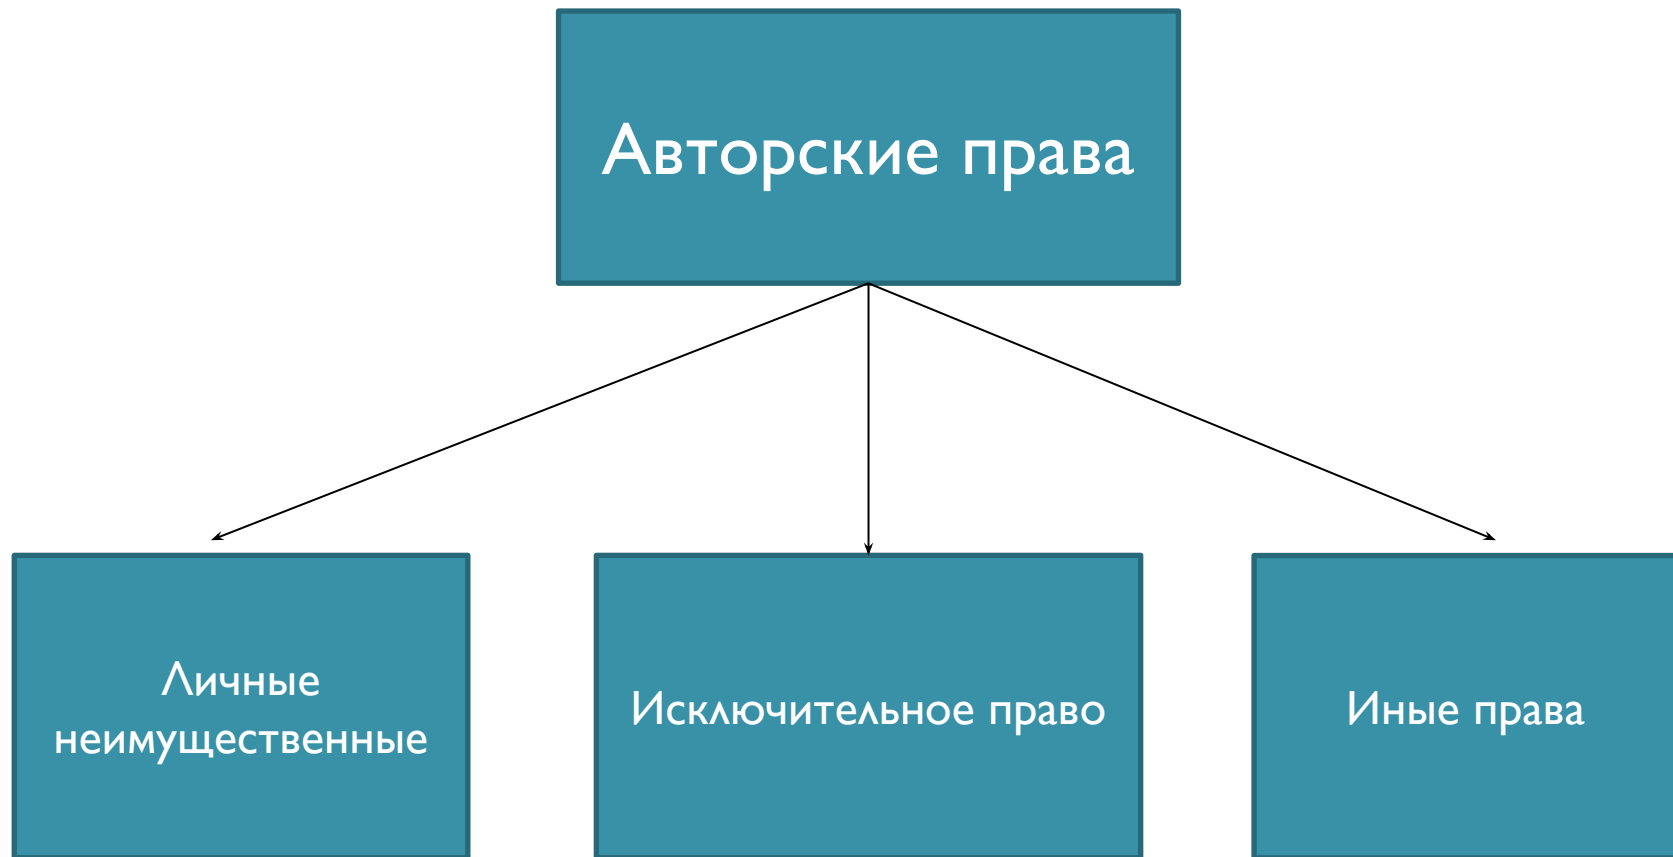 Авторские права
Личные
неимущественные
Исключительное право
Иные права